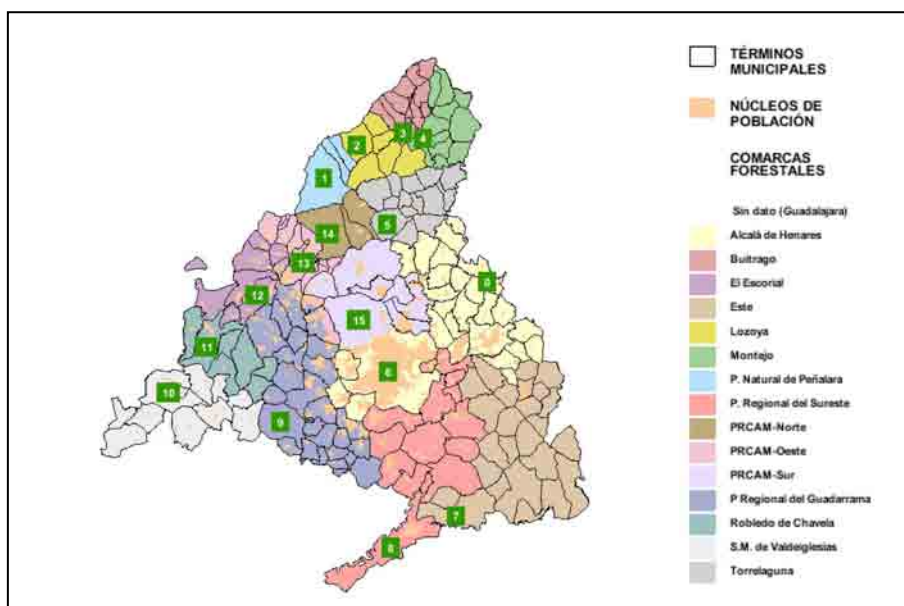 TÉRMINOS
MUNICIPALES
NÚCLEOS DE
POBLACIÓN
COMARCAS
FORESTALES
Sin dato (Guadalajara)
Alcalá de Henares
Buitrago
El Escorial
Este
Lozoya
Montejo
P. Natural de Peñalara
P. Regional del Sureste
PRCAM-Norte
PRCAM-Oeste
PRCAM-Sur
P Regional del Guadarrama
Robledo de Chavela
S.M. de Valdeiglesias
Torrelaguna
3
4
2
1
5
14
13
12
15
11
6
10
9
7